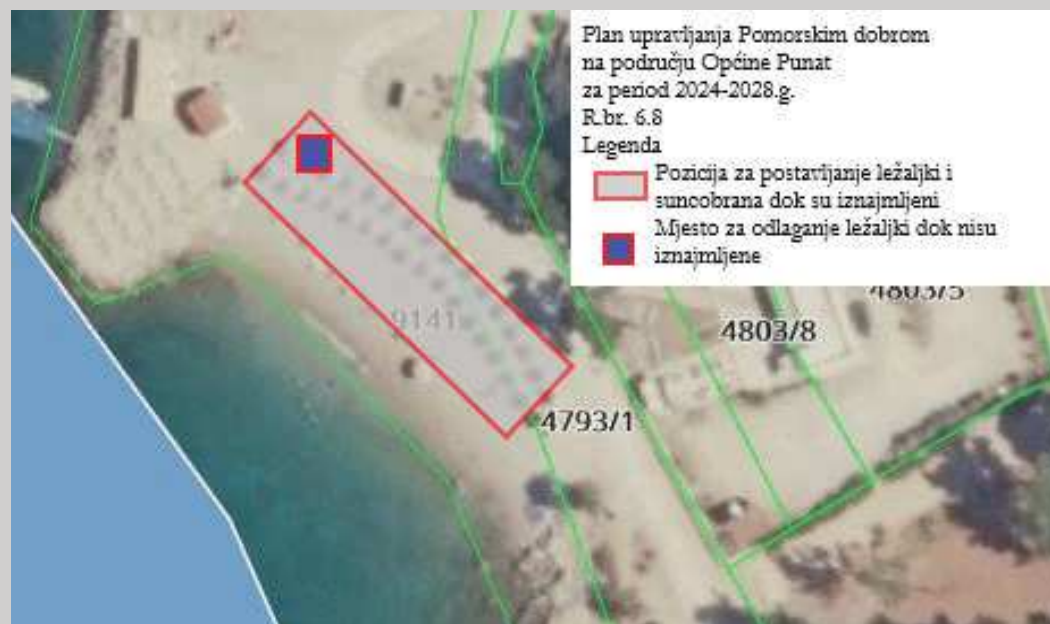 Plan upravljanja Pomorskim dobrom
na području Općine Punat
za period 2024-2028.g.
R.br. 6.8
Legenda
Pozicija za postavljanje ležaljki i
suncobrana dok su iznajmljeni
Mjesto za odlaganje ležaljki dok nisu
iznajmljene
4803/5
4803/8
9141
4793/1